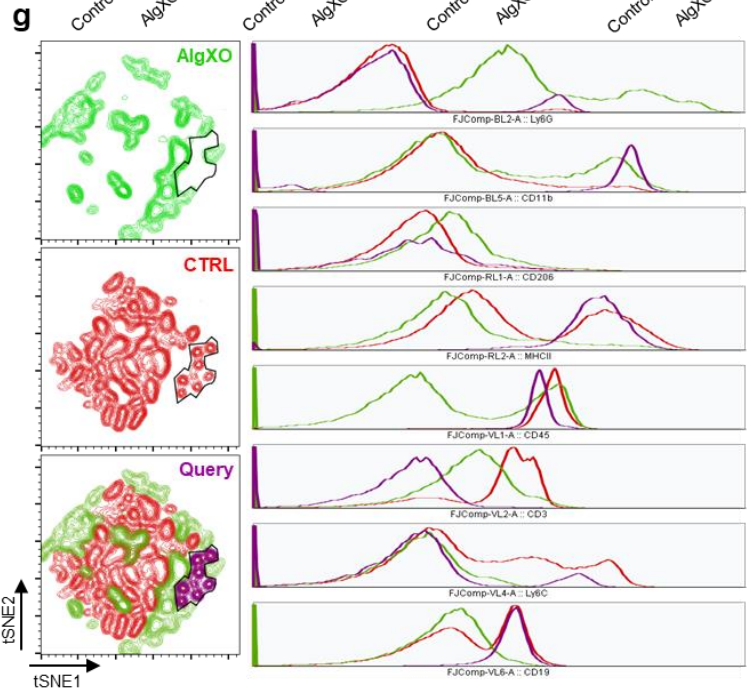 g
Control
AlgXO
Control
AlgXO
Control
AlgXO
AlgXO
CTRL
Query
tSNE2
tSNE1
FJComp-BL2-A :: Ly6G
FJComp-BL5-A :: CD11b
FJComp-RL1-A :: CD206
FJComp-RL2-A :: MHCII
FJComp-VL1-A :: CD45
FJComp-VL2-A :: CD3
FJComp-VL4-A :: Ly6C
FJComp-VL6-A :: CD19